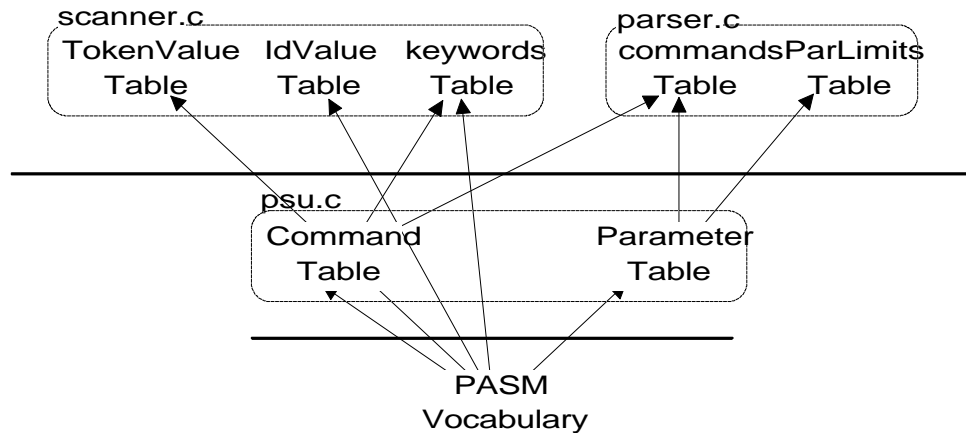 scanner.c
parser.c
TokenValue IdValue keywords commandsParLimits
Table Table Table Table Table
psu.c
Command Parameter
Table Table
PASM
Vocabulary